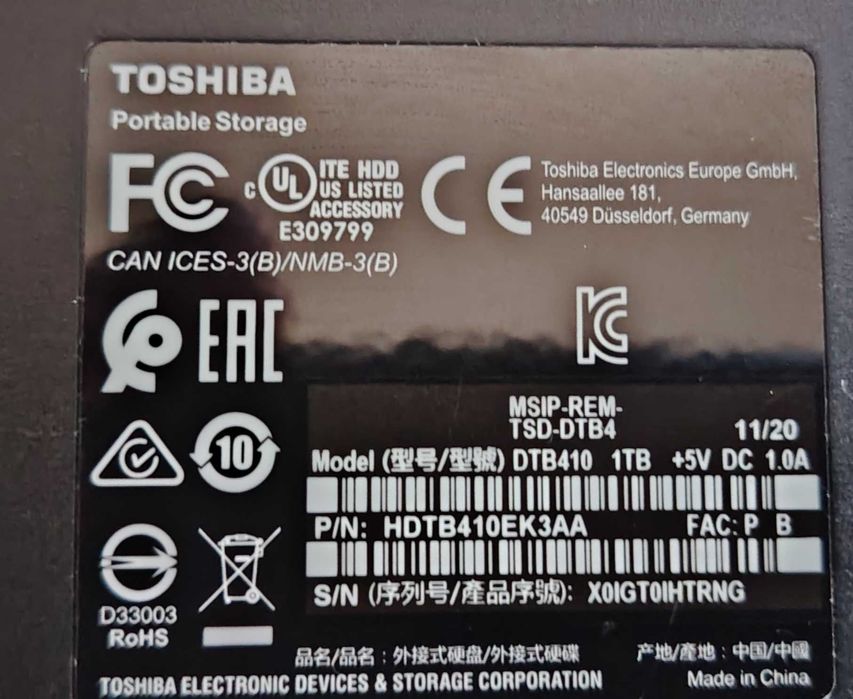 TOSHIBA
Portable Storage
FC
C UL US ITE HDD
LISTED
ACCESSORY
E309799
CE
Toshiba Electronics Europe GmbH,
Hansaallee 181,
40549 Düsseldorf, Germany
CAN ICES-3(B)/NMB-3(B)
EAC
KC
MSIP-REM-
TSD-DTB4
11/20
10
Model (型号/型號) DTB410 1TB +5V DC 1.0A
P/N: HDTB410EK3AA FAC: P B
S/N (序列号/產品序號): X0IGT0IHTRNG
D33003
RoHS
品名/品名：外接式硬盘/外接式硬碟 产地/產地：中国/中國
TOSHIBA ELECTRONIC DEVICES & STORAGE CORPORATION Made in China